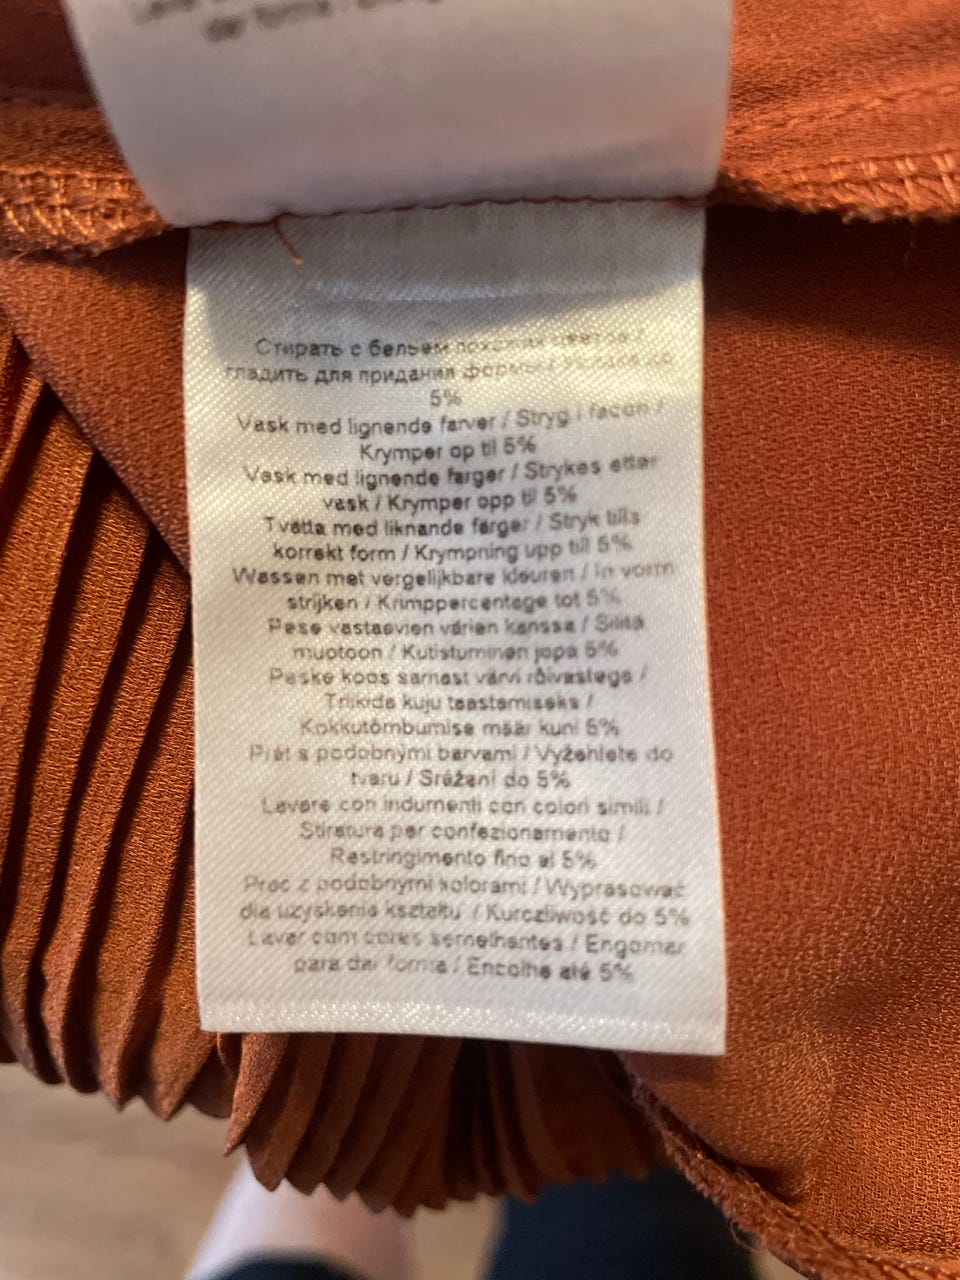 de forme /
Стирать с бельем похожих цветов /
гладить для придания формы / Усадка до
5%
Vask med lignende farver / Stryg i facon /
Krymper op til 5%
Vask med lignende farger / Strykes etter
vask / Krymper opp til 5%
Tvätta med liknande färger / Stryk tills
korrekt form / Krympning upp till 5%
Wassen met vergelijkbare kleuren / In vorm
strijken / Krimppercentage tot 5%
Pese vastaavien värien kanssa / Silitä
muotoon / Kutistuminen jopa 5%
Peske koos samast värvi rõivastega /
Triikida kuju taastamiseks /
Kokkutõmbumise määr kuni 5%
Prát s podobnými barvami / Vyžehlete do
tvaru / Srážení do 5%
Lavare con indumenti con colori simili /
Stiratura per confezionamento /
Restringimento fino al 5%
Prać z podobnymi kolorami / Wyprasować
dla uzyskania kształtu / Kurczliwość do 5%
Lavar com cores semelhantes / Engomar
para dar forma / Encolhe até 5%